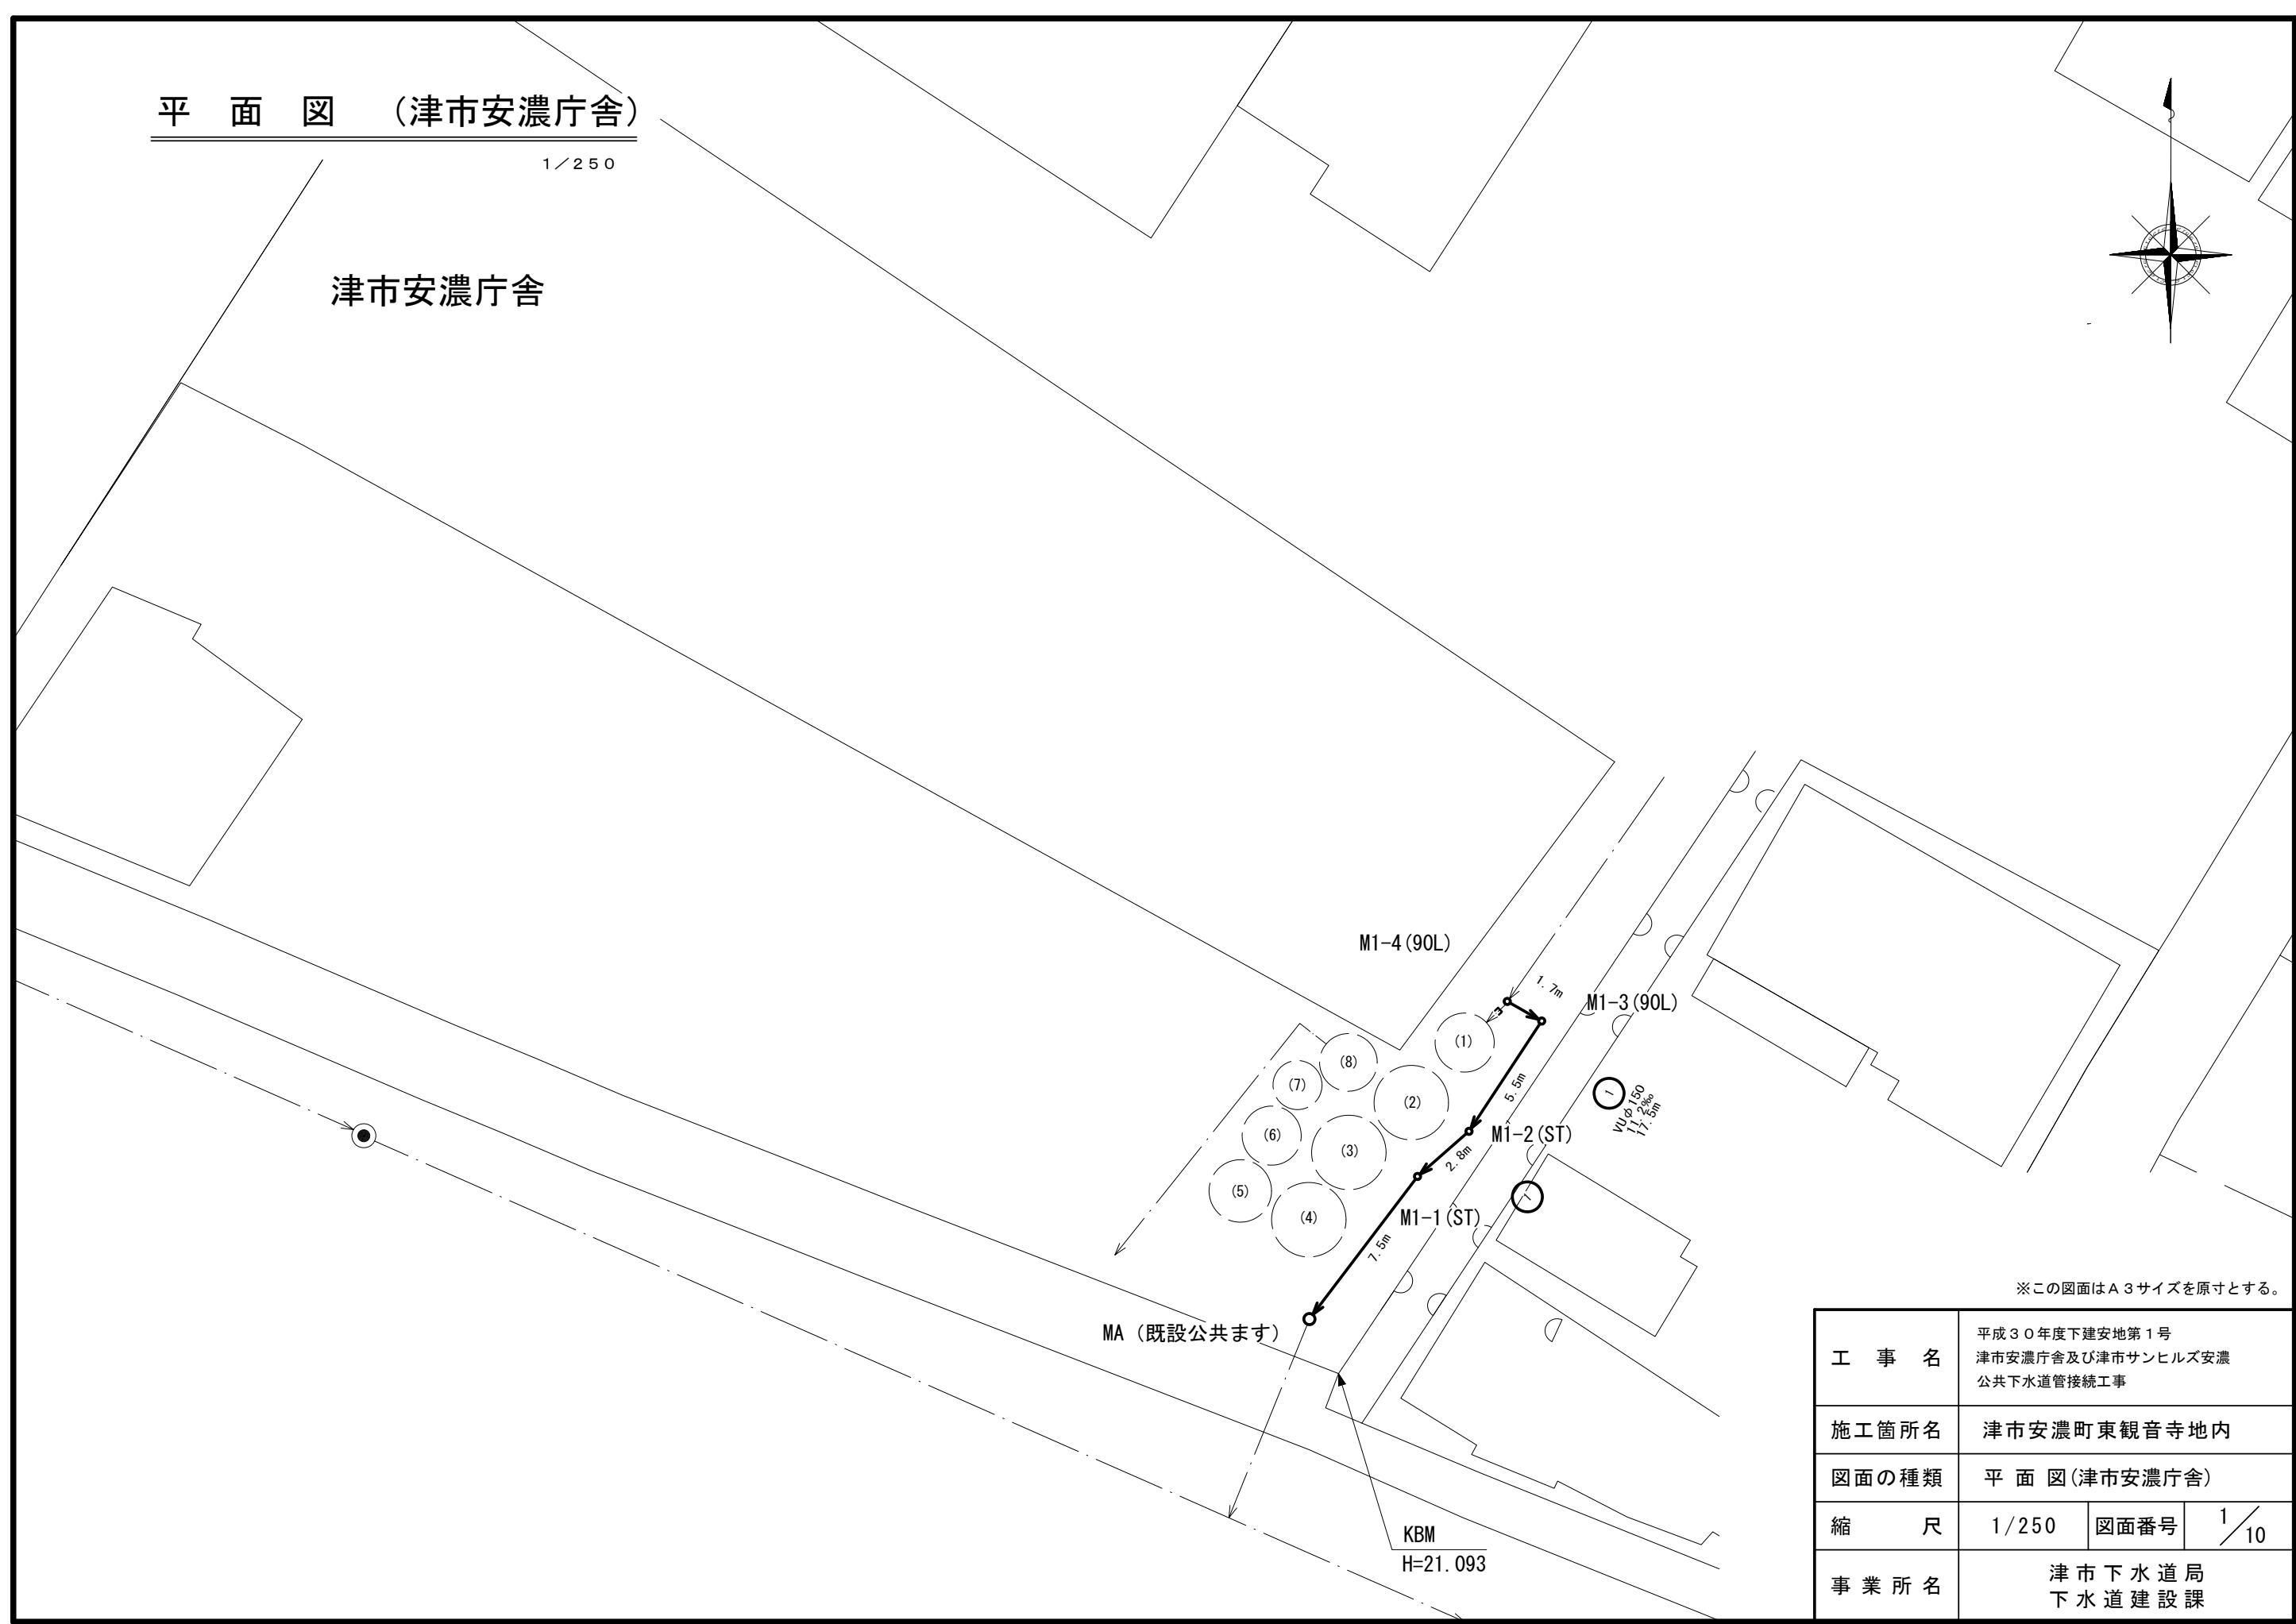 平 面 図 （津市安濃庁舎）
1／250
津市安濃庁舎
M1-4(90L)
1.7m
M1-3(90L)
(1)
(8)
(7)
(2)
5.5m
1
VUφ150
11.2‰
17.5m
(6)
(3)
M1-2(ST)
2.8m
(5)
(4)
1
M1-1(ST)
7.5m
MA（既設公共ます）
KBM
H=21.093
※この図面はＡ３サイズを原寸とする。
工 事 名
平成３０年度下建安地第１号
津市安濃庁舎及び津市サンヒルズ安濃
公共下水道管接続工事
施工箇所名 津市安濃町東観音寺地内
図面の種類 平 面 図(津市安濃庁舎)
縮 尺 1/250 図面番号 1／10
事 業 所 名
津 市 下 水 道 局
下 水 道 建 設 課